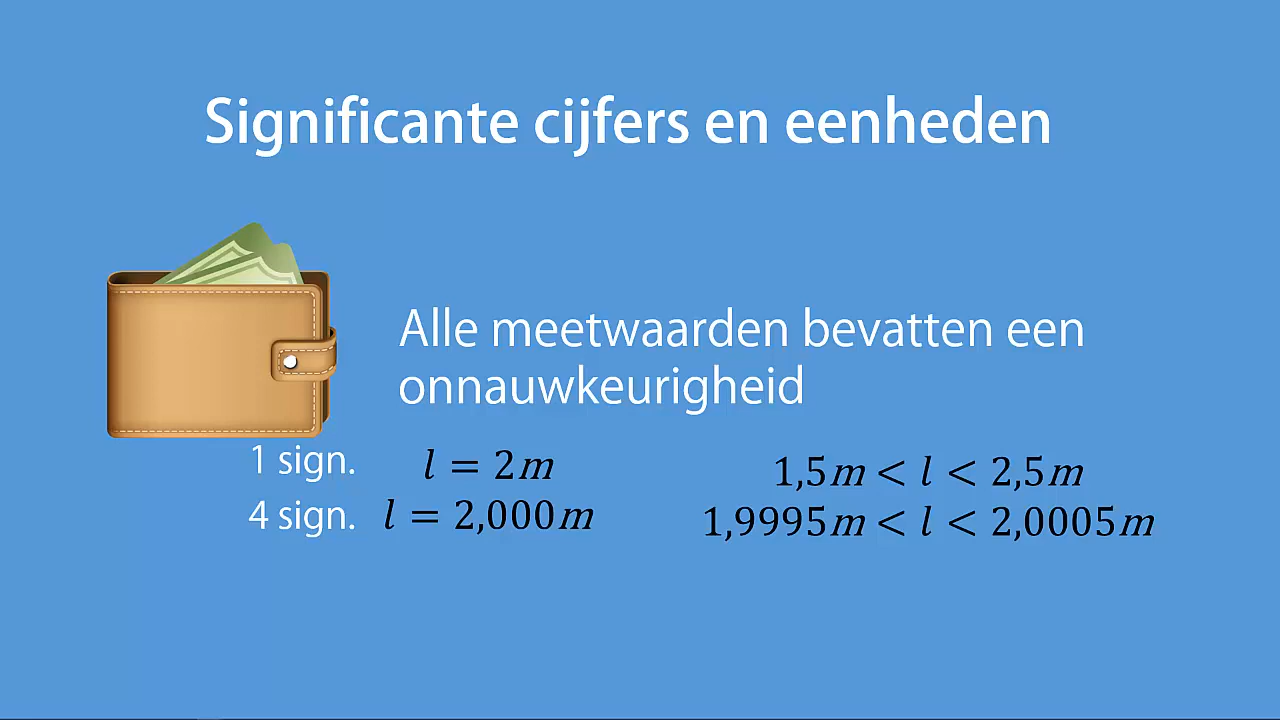 Significante cijfers en eenheden
Alle meetwaarden bevatten een
onnauwkeurigheid
1 sign. l = 2m 1,5m < l < 2,5m
4 sign. l = 2,000m 1,9995m < l < 2,0005m